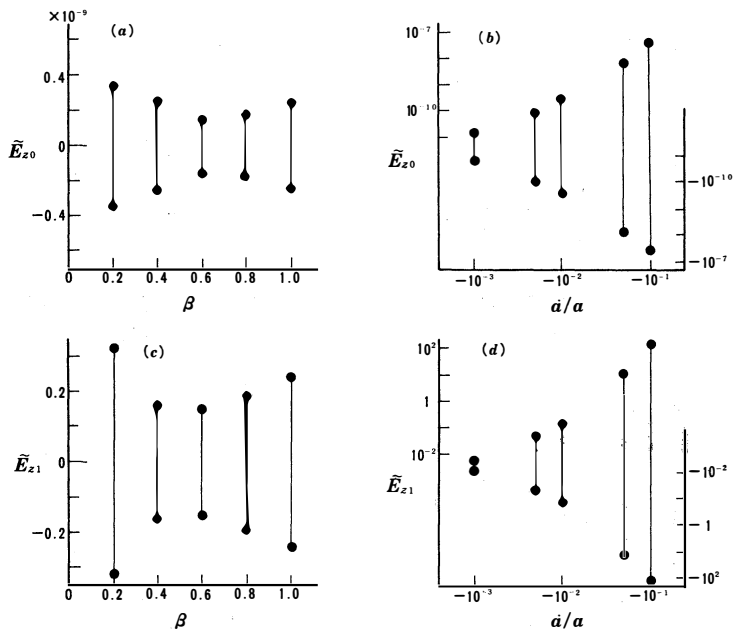 ×10⁻⁹
(a)
0.4
Ẽz0
0
−0.4
0 0.2 0.4 0.6 0.8 1.0
β
(b)
10⁻⁷
10⁻¹⁰
Ẽz0
−10⁻¹⁰
−10⁻⁷
−10⁻³ −10⁻² −10⁻¹
ȧ/a
(c)
0.2
Ẽz1
0
−0.2
0 0.2 0.4 0.6 0.8 1.0
β
(d)
10²
1
10⁻²
Ẽz1
−10⁻²
−1
−10²
−10⁻³ −10⁻² −10⁻¹
ȧ/a